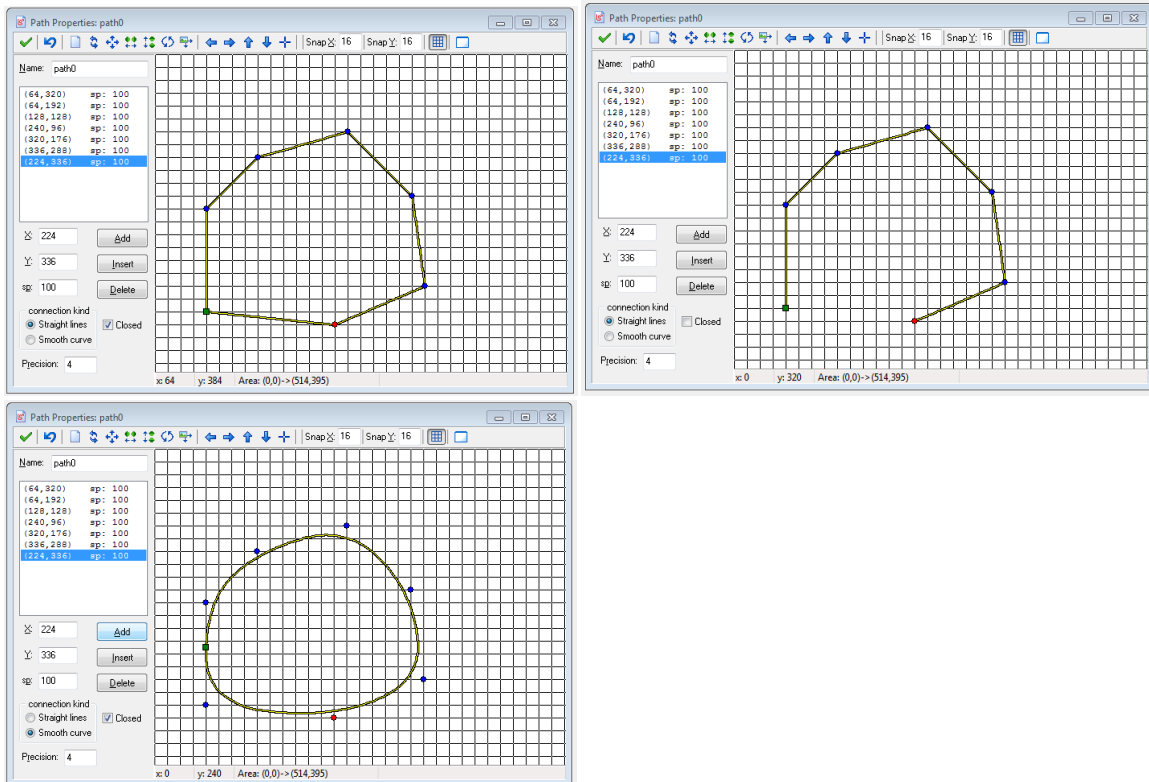 Path Properties: path0
Snap X: 16 Snap Y: 16
Name: path0
(64,320) sp: 100
(64,192) sp: 100
(128,128) sp: 100
(240,96) sp: 100
(320,176) sp: 100
(336,288) sp: 100
(224,336) sp: 100
X: 224 Add
Y: 336 Insert
sp: 100 Delete
connection kind
Straight lines Closed
Smooth curve
Precision: 4
x: 64 y: 384 Area: (0,0)->(514,395)
Path Properties: path0
Snap X: 16 Snap Y: 16
Name: path0
(64,320) sp: 100
(64,192) sp: 100
(128,128) sp: 100
(240,96) sp: 100
(320,176) sp: 100
(336,288) sp: 100
(224,336) sp: 100
X: 224 Add
Y: 336 Insert
sp: 100 Delete
connection kind
Straight lines Closed
Smooth curve
Precision: 4
x: 0 y: 320 Area: (0,0)->(514,395)
Path Properties: path0
Snap X: 16 Snap Y: 16
Name: path0
(64,320) sp: 100
(64,192) sp: 100
(128,128) sp: 100
(240,96) sp: 100
(320,176) sp: 100
(336,288) sp: 100
(224,336) sp: 100
X: 224 Add
Y: 336 Insert
sp: 100 Delete
connection kind
Straight lines Closed
Smooth curve
Precision: 4
x: 0 y: 240 Area: (0,0)->(514,395)